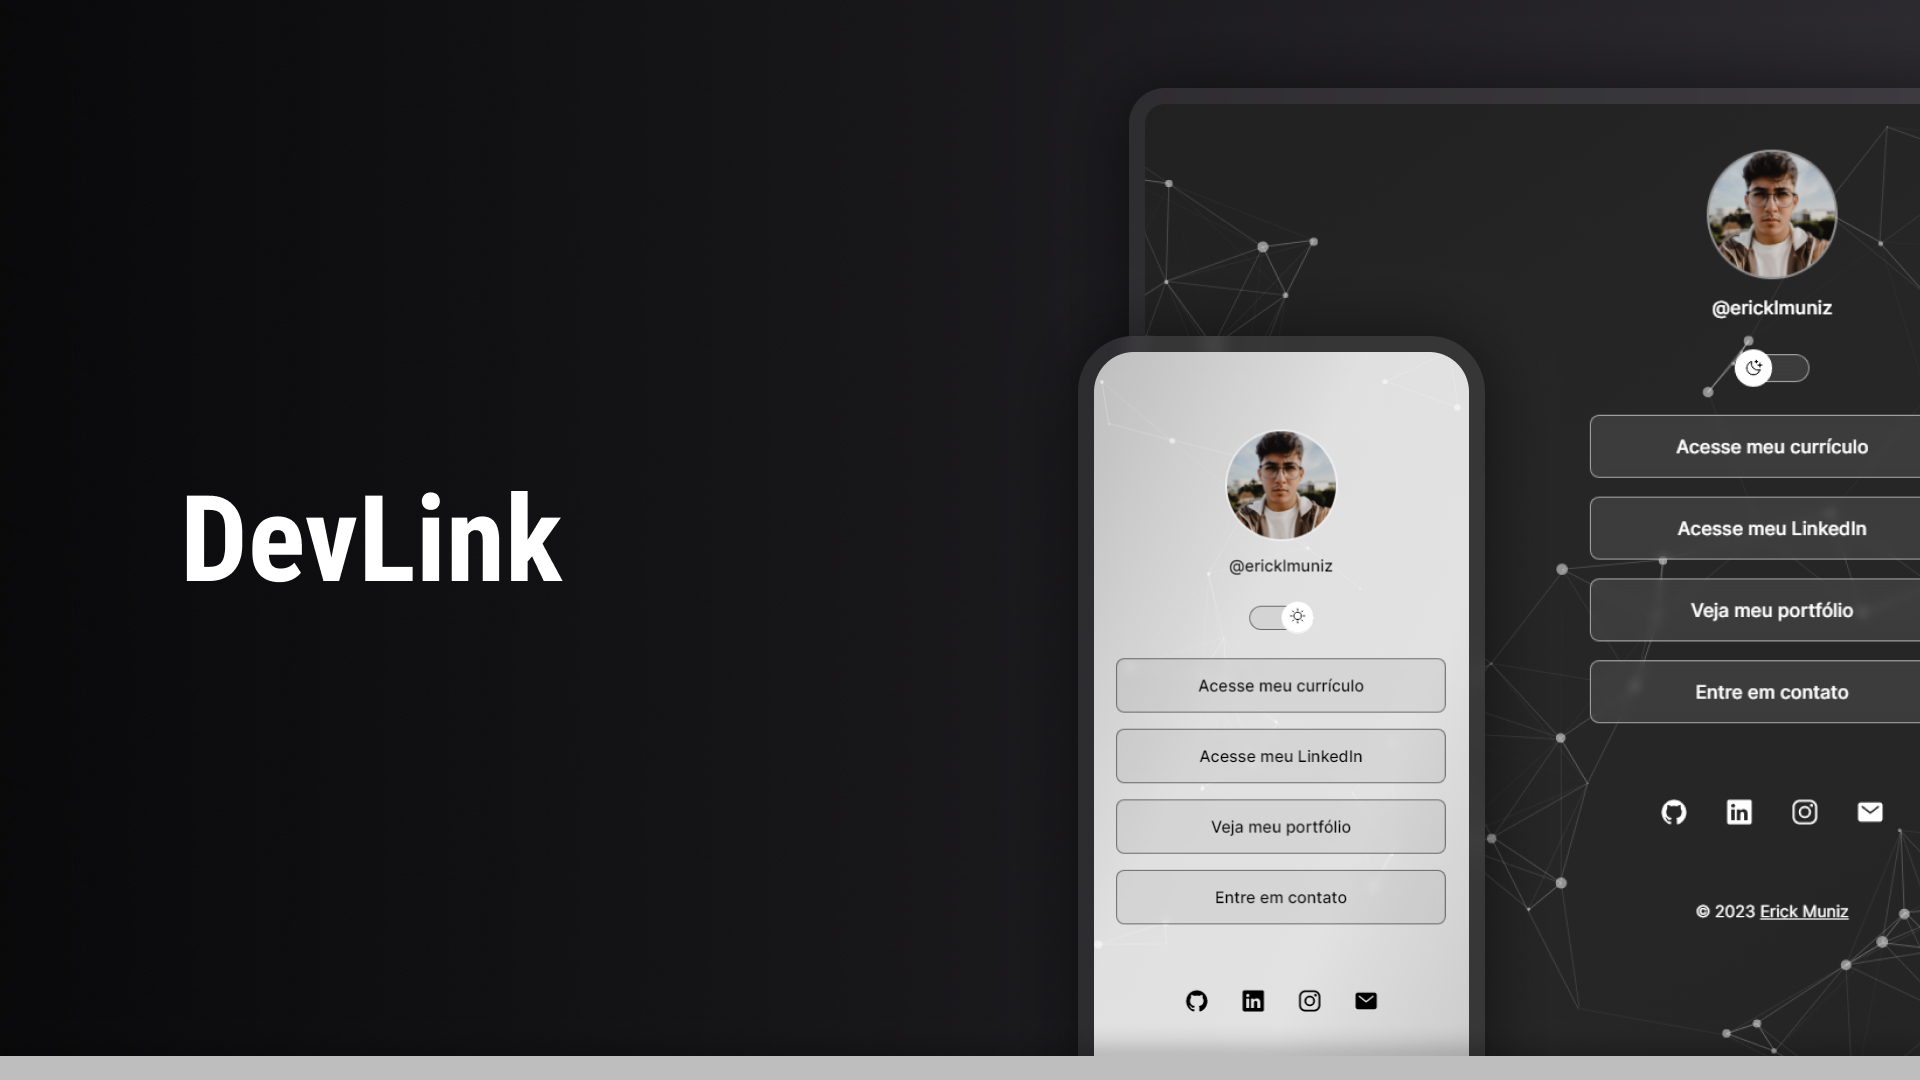 DevLink
@ericklmuniz
Acesse meu currículo
Acesse meu LinkedIn
Veja meu portfólio
Entre em contato
@ericklmuniz
Acesse meu currículo
Acesse meu LinkedIn
Veja meu portfólio
Entre em contato
© 2023 Erick Muniz